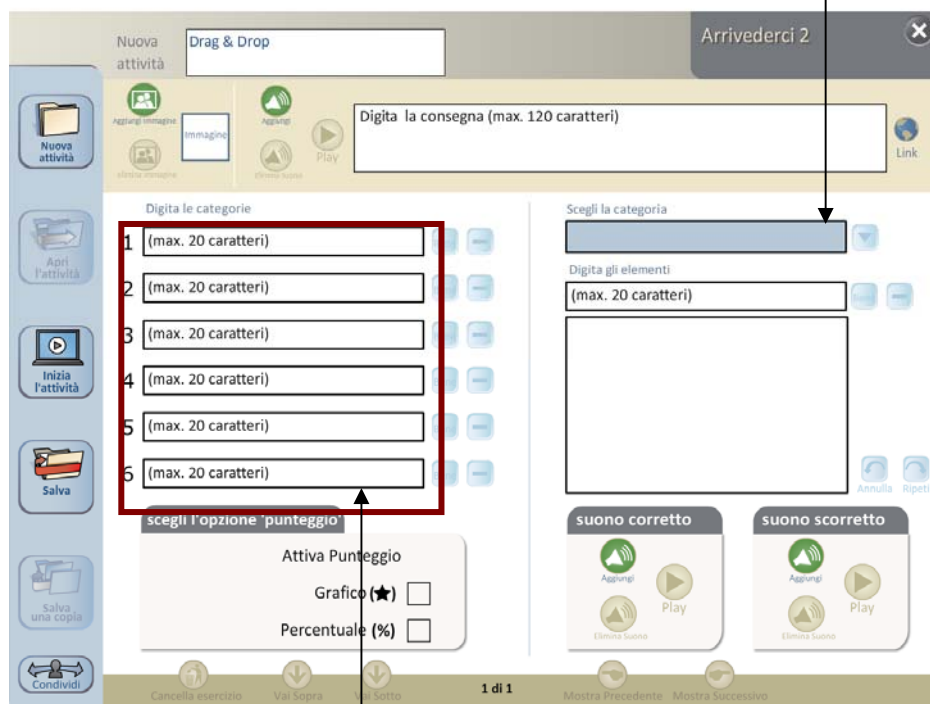 Nuova
attività
Drag & Drop
Arrivederci 2
Nuova
attività
Aggiungi immagine
Immagine
elimina immagine
Aggiungi
Elimina Suono
Play
Digita la consegna (max. 120 caratteri)
Link
Apri
l'attività
Inizia
l'attività
Salva
Salva
una copia
Condividi
Digita le categorie
1 (max. 20 caratteri)
2 (max. 20 caratteri)
3 (max. 20 caratteri)
4 (max. 20 caratteri)
5 (max. 20 caratteri)
6 (max. 20 caratteri)
Scegli la categoria
Digita gli elementi
(max. 20 caratteri)
Annulla Ripeti
scegli l'opzione 'punteggio'
Attiva Punteggio
Grafico (★)
Percentuale (%)
suono corretto
Aggiungi
Play
Elimina Suono
suono scorretto
Aggiungi
Play
Elimina Suono
Cancella esercizio Vai Sopra Vai Sotto 1 di 1 Mostra Precedente Mostra Successivo